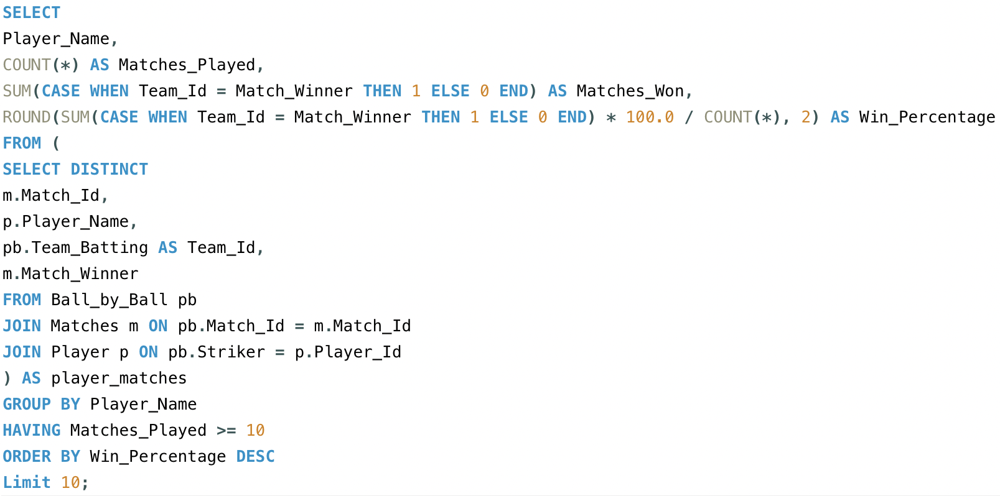 SELECT
Player_Name,
COUNT(*) AS Matches_Played,
SUM(CASE WHEN Team_Id = Match_Winner THEN 1 ELSE 0 END) AS Matches_Won,
ROUND(SUM(CASE WHEN Team_Id = Match_Winner THEN 1 ELSE 0 END) * 100.0 / COUNT(*), 2) AS Win_Percentage
FROM (
SELECT DISTINCT
m.Match_Id,
p.Player_Name,
pb.Team_Batting AS Team_Id,
m.Match_Winner
FROM Ball_by_Ball pb
JOIN Matches m ON pb.Match_Id = m.Match_Id
JOIN Player p ON pb.Striker = p.Player_Id
) AS player_matches
GROUP BY Player_Name
HAVING Matches_Played >= 10
ORDER BY Win_Percentage DESC
Limit 10;